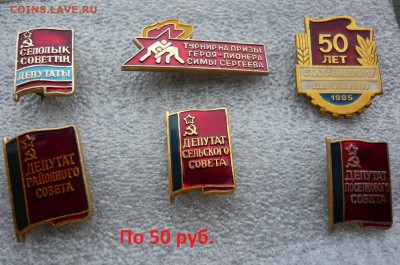 COINS.LAVE.RU
СЕЛОЛЫК
СОВЕТТІҢ
ДЕПУТАТЫ
ТУРНИР НА ПРИЗЫ
ГЕРОЯ-ПИОНЕРА
СИМЫ СЕРГЕЕВА
50
ЛЕТ
1985
ДЕПУТАТ
РАЙОННОГО
СОВЕТА
ДЕПУТАТ
СЕЛЬСКОГО
СОВЕТА
ДЕПУТАТ
ПОСЕЛКОВОГО
СОВЕТА
По 50 руб.